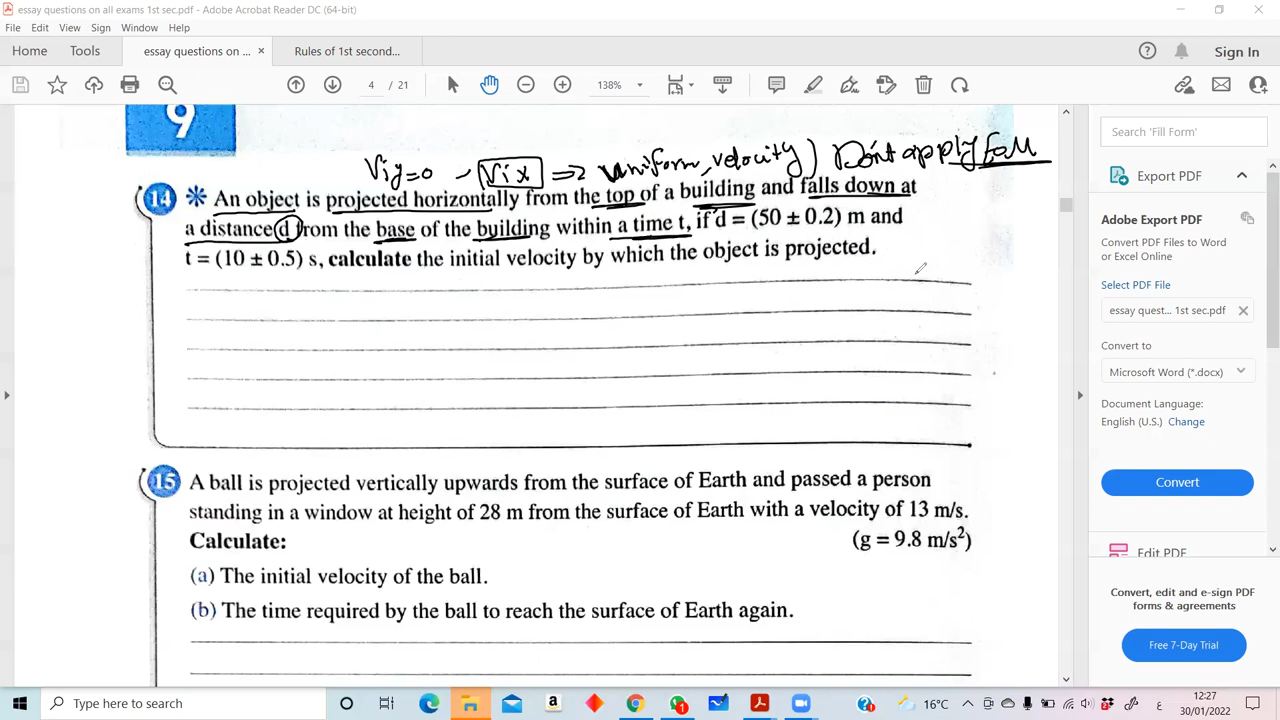 essay questions on all exams 1st sec.pdf - Adobe Acrobat Reader DC (64-bit)
File Edit View Sign Window Help
Home Tools essay questions on ... × Rules of 1st second... Sign In
4 / 21 138%
9
Viy=0 - Vix => uniform velocity) Don't apply fall
14 * An object is projected horizontally from the top of a building and falls down at
a distance d from the base of the building within a time t, if d = (50 ± 0.2) m and
t = (10 ± 0.5) s, calculate the initial velocity by which the object is projected.
15 A ball is projected vertically upwards from the surface of Earth and passed a person
standing in a window at height of 28 m from the surface of Earth with a velocity of 13 m/s.
Calculate: (g = 9.8 m/s²)
(a) The initial velocity of the ball.
(b) The time required by the ball to reach the surface of Earth again.
Search 'Fill Form'
Export PDF
Adobe Export PDF
Convert PDF Files to Word
or Excel Online
Select PDF File
essay quest... 1st sec.pdf
Convert to
Microsoft Word (*.docx)
Document Language:
English (U.S.) Change
Convert
Edit PDF
Convert, edit and e-sign PDF
forms & agreements
Free 7-Day Trial
Type here to search
1
16°C
ع
12:27
30/01/2022